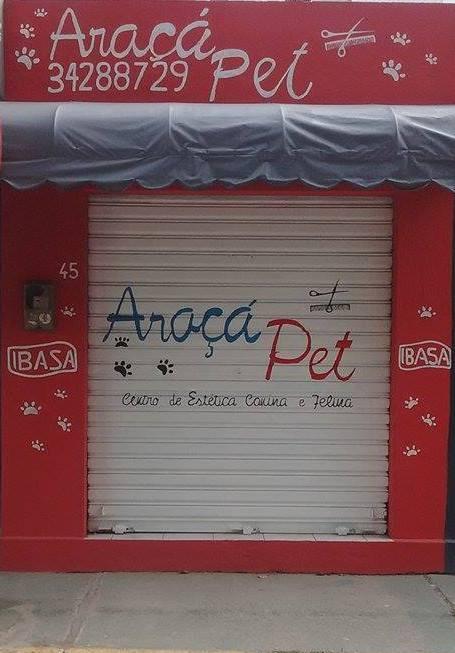 Araçá
34288729 Pet
45
IBASA
IBASA
Araçá
Pet
Centro de Estética Canina e Felina